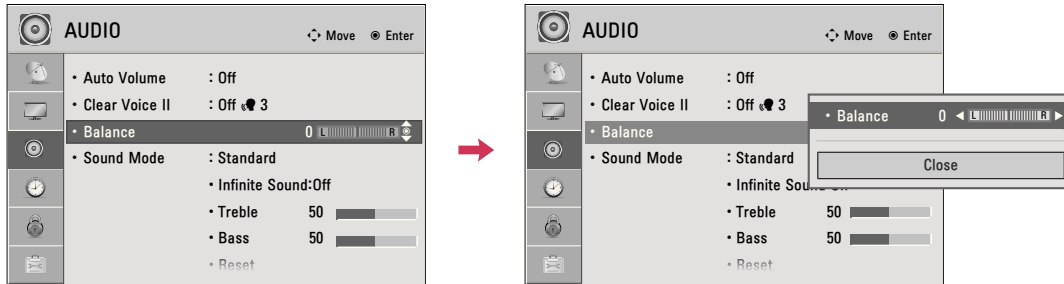 AUDIO
Move Enter
• Auto Volume : Off
• Clear Voice II : Off 3
• Balance 0 L R
• Sound Mode : Standard
• Infinite Sound:Off
• Treble 50
• Bass 50
• Reset
AUDIO
Move Enter
• Auto Volume : Off
• Clear Voice II : Off 3
• Balance
• Sound Mode : Standard
• Infinite
• Treble 50
• Bass 50
• Reset
• Balance 0 L R
Close